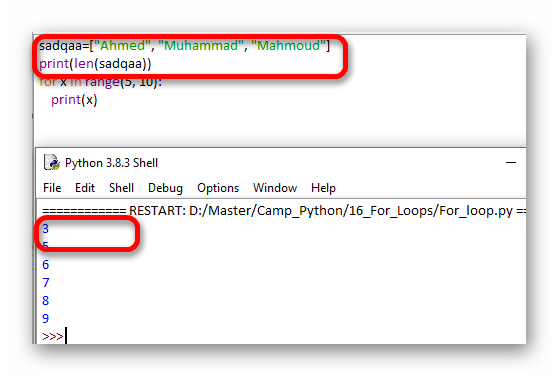 sadqaa=["Ahmed", "Muhammad", "Mahmoud"]
print(len(sadqaa))
for x in range(5, 10):
    print(x)
Python 3.8.3 Shell
File Edit Shell Debug Options Window Help
============ RESTART: D:/Master/Camp_Python/16_For_Loops/For_loop.py ==
3
5
6
7
8
9
>>>